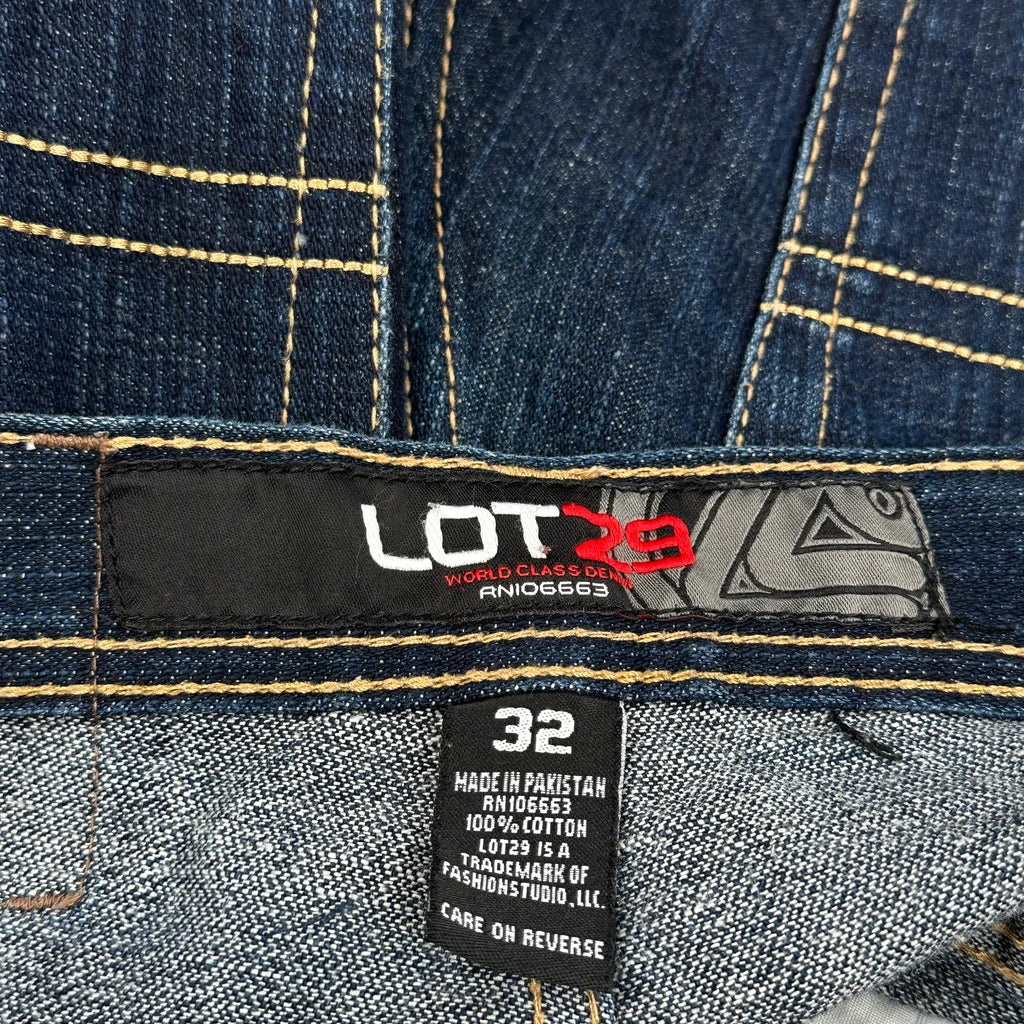 LOT29
WORLD CLASS DENIM
RN106663
32
MADE IN PAKISTAN
RN106663
100% COTTON
LOT29 IS A
TRADEMARK OF
FASHIONSTUDIO, LLC.
CARE ON REVERSE